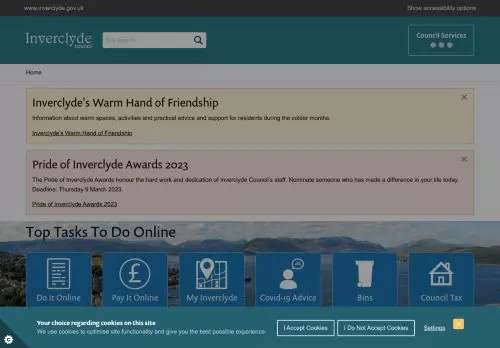 www.inverclyde.gov.uk
Show accessibility options
Inverclyde
council
Council Services
Home
Inverclyde's Warm Hand of Friendship
Information about warm spaces, activities and practical advice and support for residents during the colder months.
Inverclyde's Warm Hand of Friendship
Pride of Inverclyde Awards 2023
The Pride of Inverclyde Awards honour the hard work and dedication of Inverclyde Council's staff. Nominate someone who has made a difference in your life today.
Deadline: Thursday 9 March 2023.
Pride of Inverclyde Awards 2023
Top Tasks To Do Online
Do It Online
Pay It Online
My Inverclyde
Covid-19 Advice
Bins
Council Tax
Your choice regarding cookies on this site
We use cookies to optimise site functionality and give you the best possible experience.
I Accept Cookies
I Do Not Accept Cookies
Settings